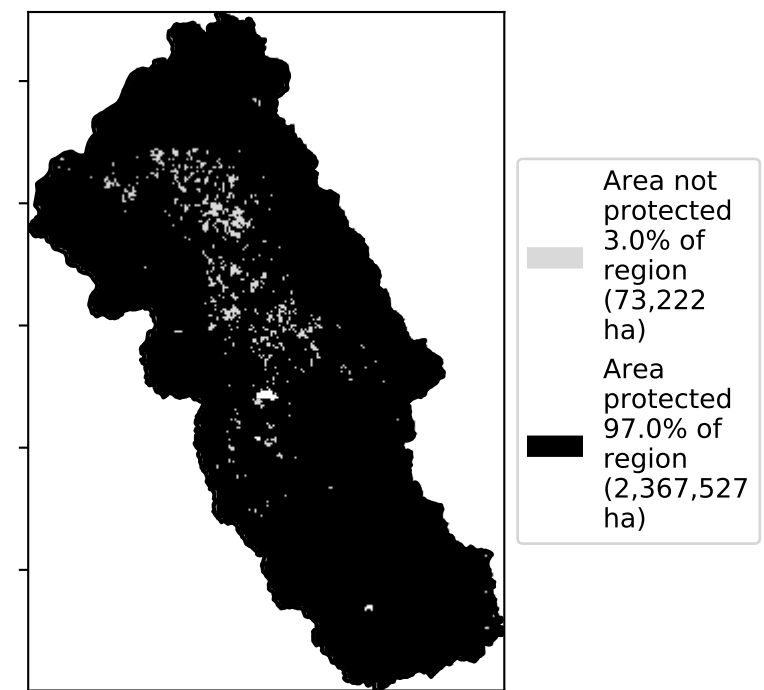 Area not
protected
3.0% of
region
(73,222
ha)
Area
protected
97.0% of
region
(2,367,527
ha)